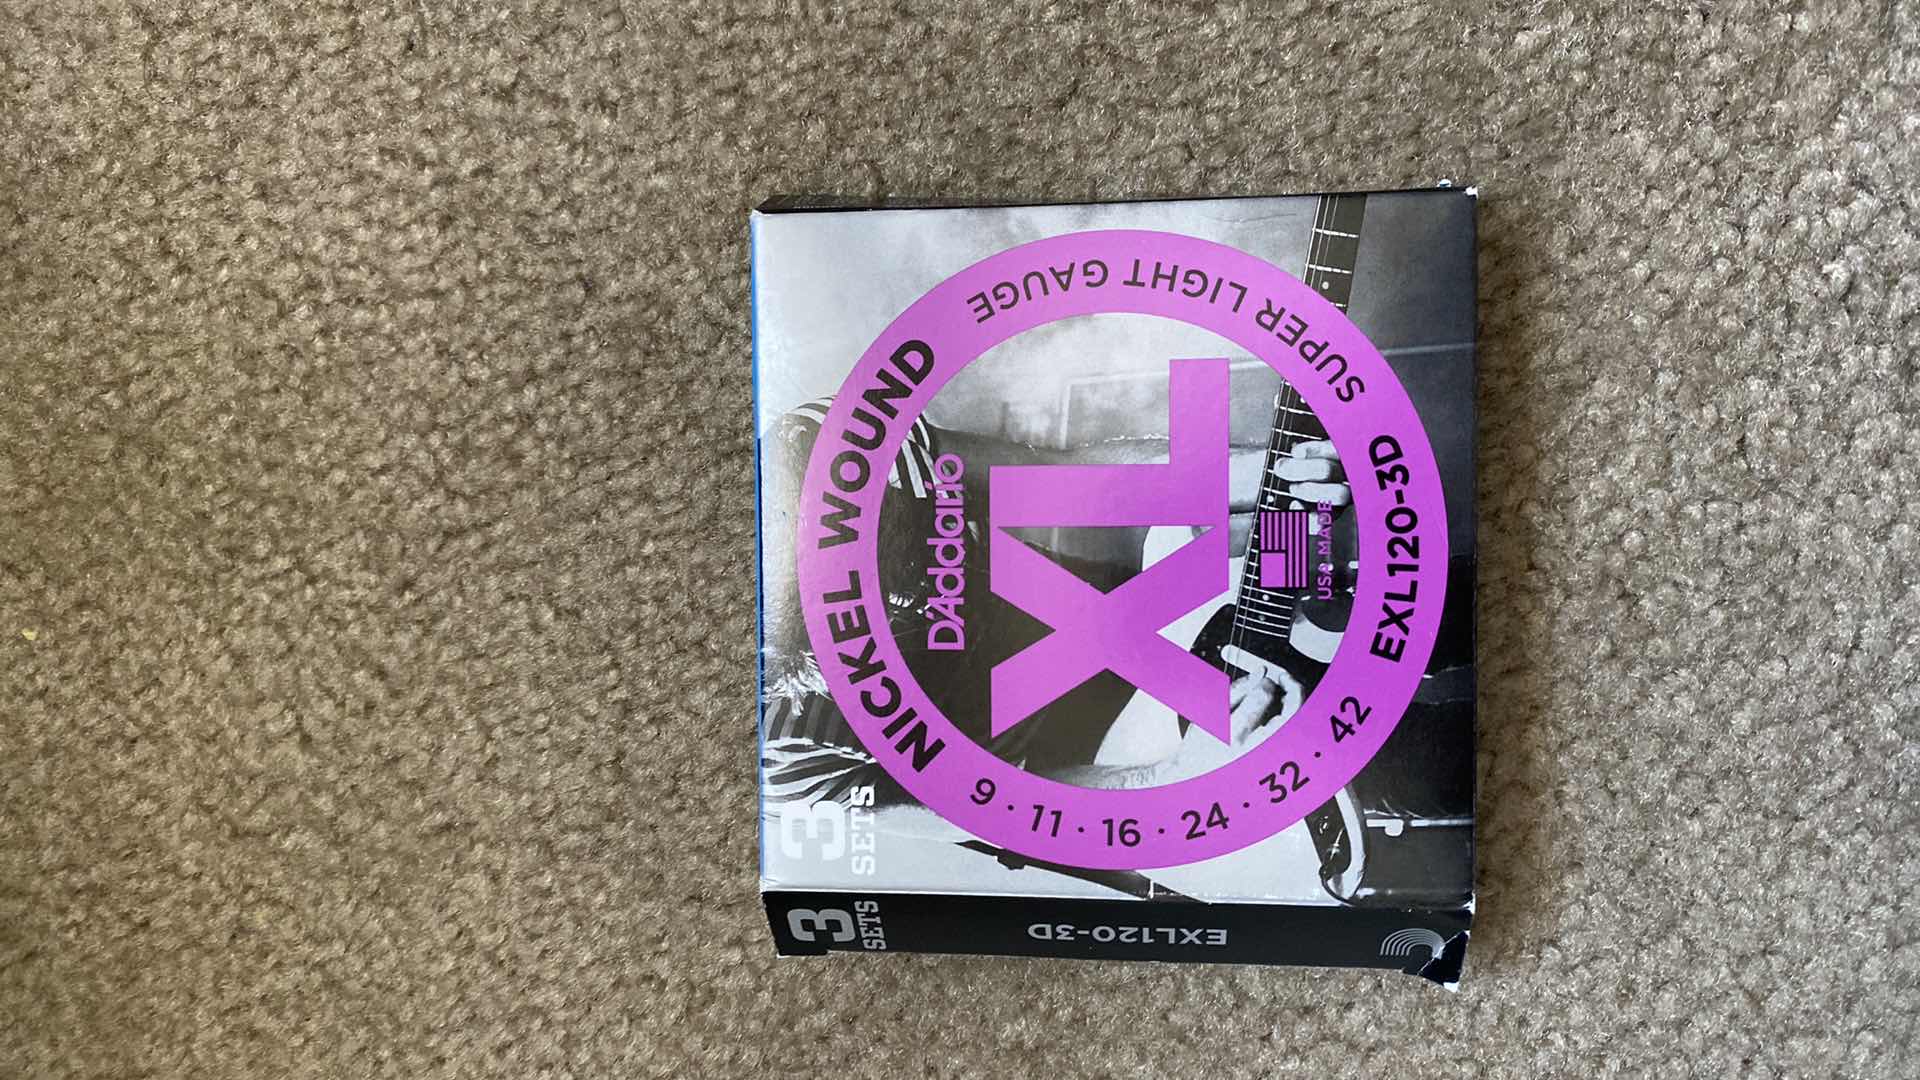 3
SETS
NICKEL WOUND
SUPER LIGHT GAUGE
D'Addario
XL
USA MADE
9 · 11 · 16 · 24 · 32 · 42
EXL120-3D
3
SETS
EXL120-3D